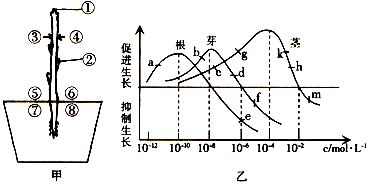 ①
③ ④
②
⑤ ⑥
⑦ ⑧
甲
促进生长
抑制生长
根 芽 茎
a b c d e f g k h m
10⁻¹² 10⁻¹⁰ 10⁻⁸ 10⁻⁶ 10⁻⁴ 10⁻² c/mol·L⁻¹
乙